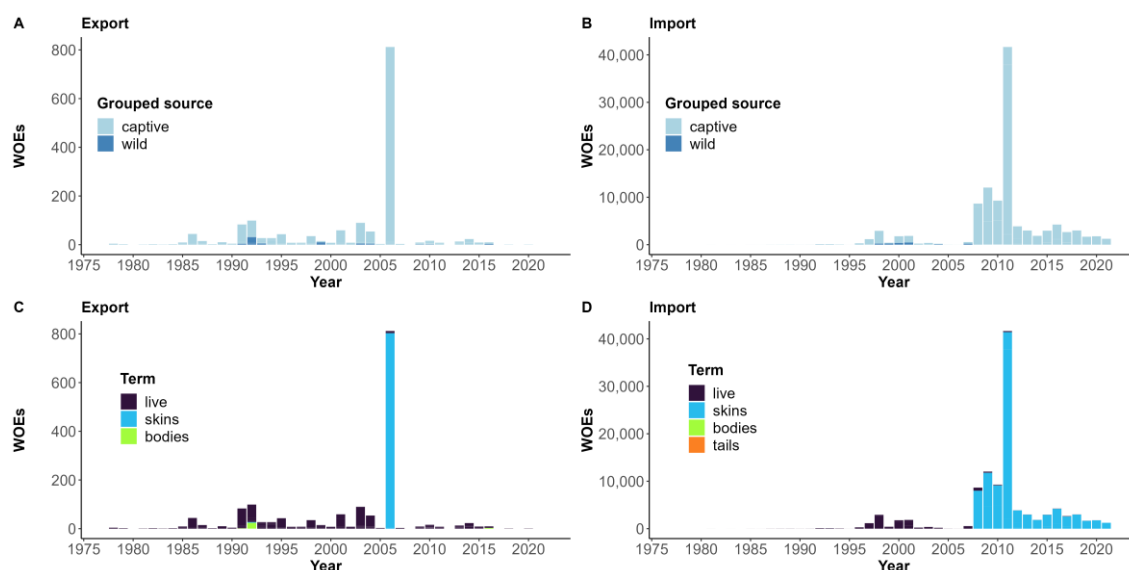 A Export
800
600
400
200
0
WOEs
Grouped source
captive
wild
1975 1980 1985 1990 1995 2000 2005 2010 2015 2020
Year
B Import
40,000
30,000
20,000
10,000
0
WOEs
Grouped source
captive
wild
1975 1980 1985 1990 1995 2000 2005 2010 2015 2020
Year
C Export
800
600
400
200
0
WOEs
Term
live
skins
bodies
1975 1980 1985 1990 1995 2000 2005 2010 2015 2020
Year
D Import
40,000
30,000
20,000
10,000
0
WOEs
Term
live
skins
bodies
tails
1975 1980 1985 1990 1995 2000 2005 2010 2015 2020
Year